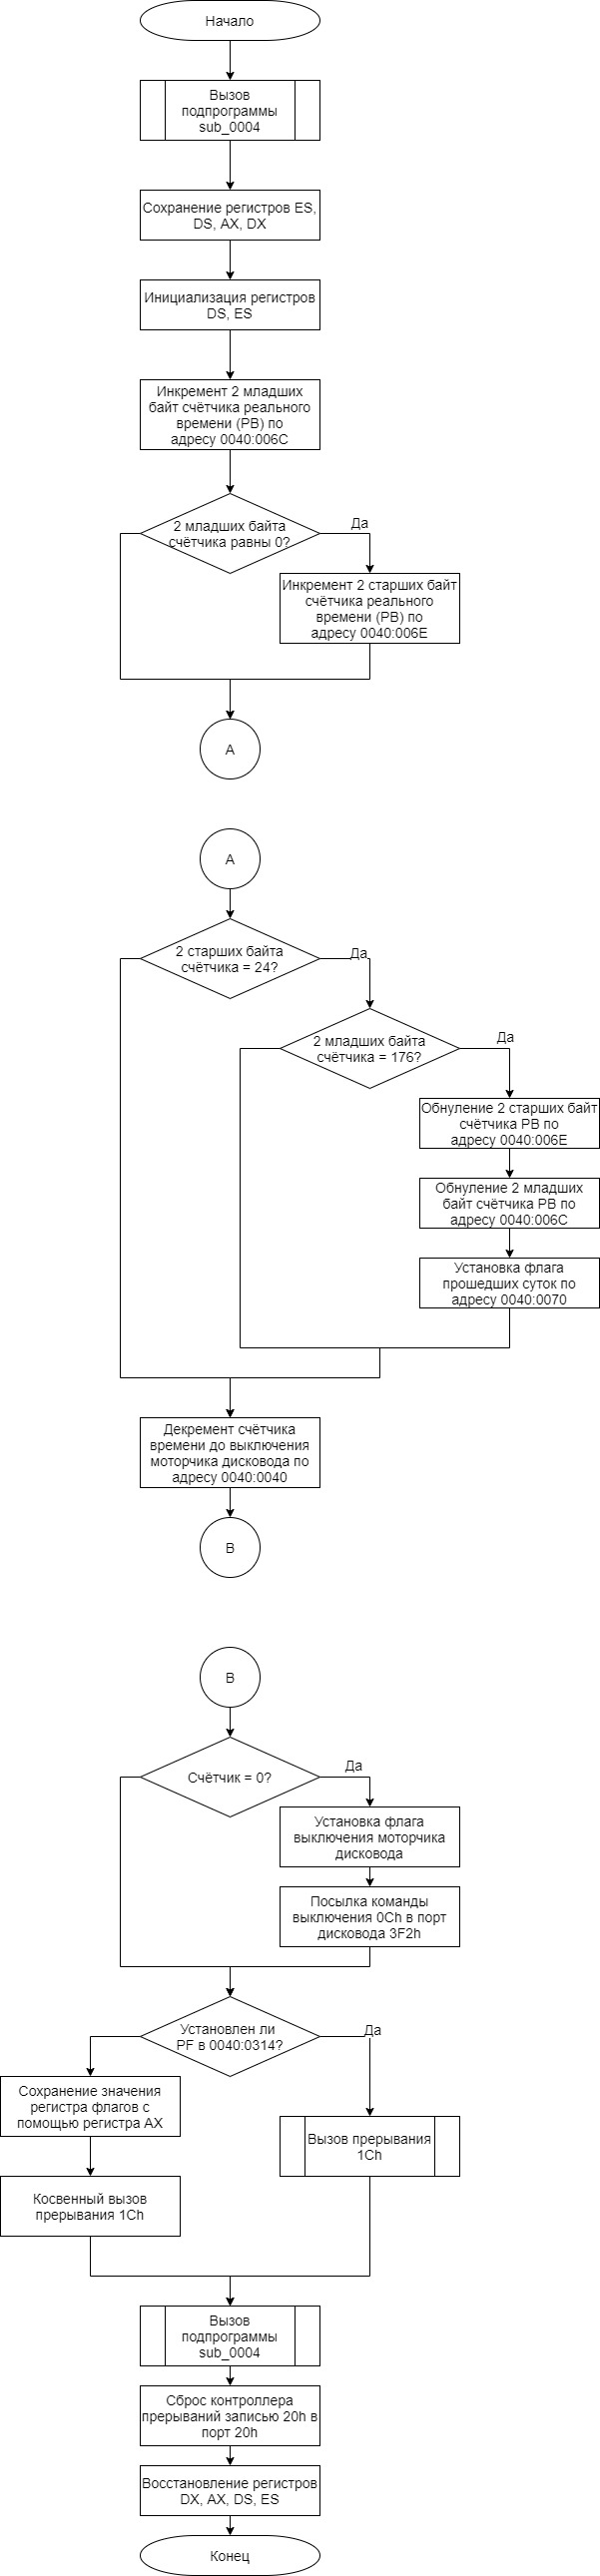 Начало
Вызов
подпрограммы
sub_0004
Сохранение регистров ES,
DS, AX, DX
Инициализация регистров
DS, ES
Инкремент 2 младших
байт счётчика реального
времени (РВ) по
адресу 0040:006C
2 младших байта
счётчика равны 0?
Да
Инкремент 2 старших байт
счётчика реального
времени (РВ) по
адресу 0040:006E
A
A
2 старших байта
счётчика = 24?
Да
2 младших байта
счётчика = 176?
Да
Обнуление 2 старших байт
счётчика РВ по
адресу 0040:006E
Обнуление 2 младших
байт счётчика РВ по
адресу 0040:006C
Установка флага
прошедших суток по
адресу 0040:0070
Декремент счётчика
времени до выключения
моторчика дисковода по
адресу 0040:0040
B
B
Счётчик = 0?
Да
Установка флага
выключения моторчика
дисковода
Посылка команды
выключения 0Ch в порт
дисковода 3F2h
Установлен ли
PF в 0040:0314?
Да
Сохранение значения
регистра флагов с
помощью регистра AX
Вызов прерывания
1Ch
Косвенный вызов
прерывания 1Ch
Вызов
подпрограммы
sub_0004
Сброс контроллера
прерываний записью 20h в
порт 20h
Восстановление регистров
DX, AX, DS, ES
Конец